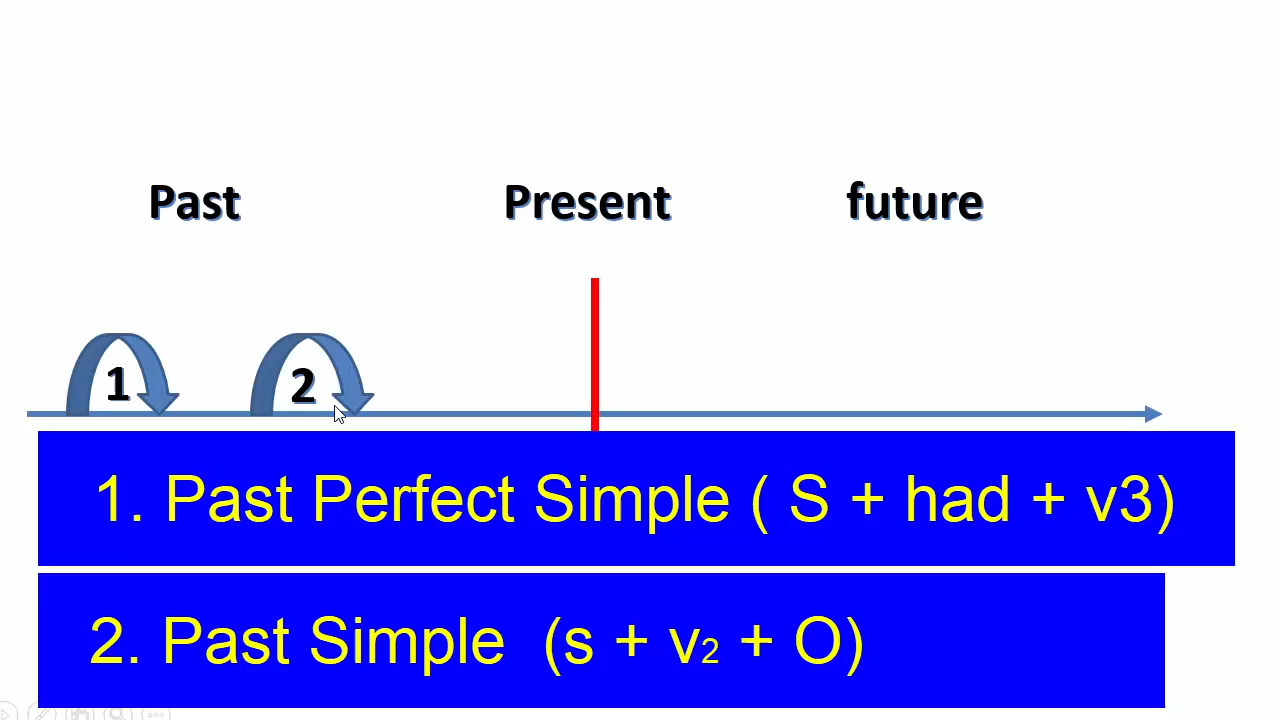 Past Present future
1 2
1. Past Perfect Simple ( S + had + v3)
2. Past Simple (s + v2 + O)